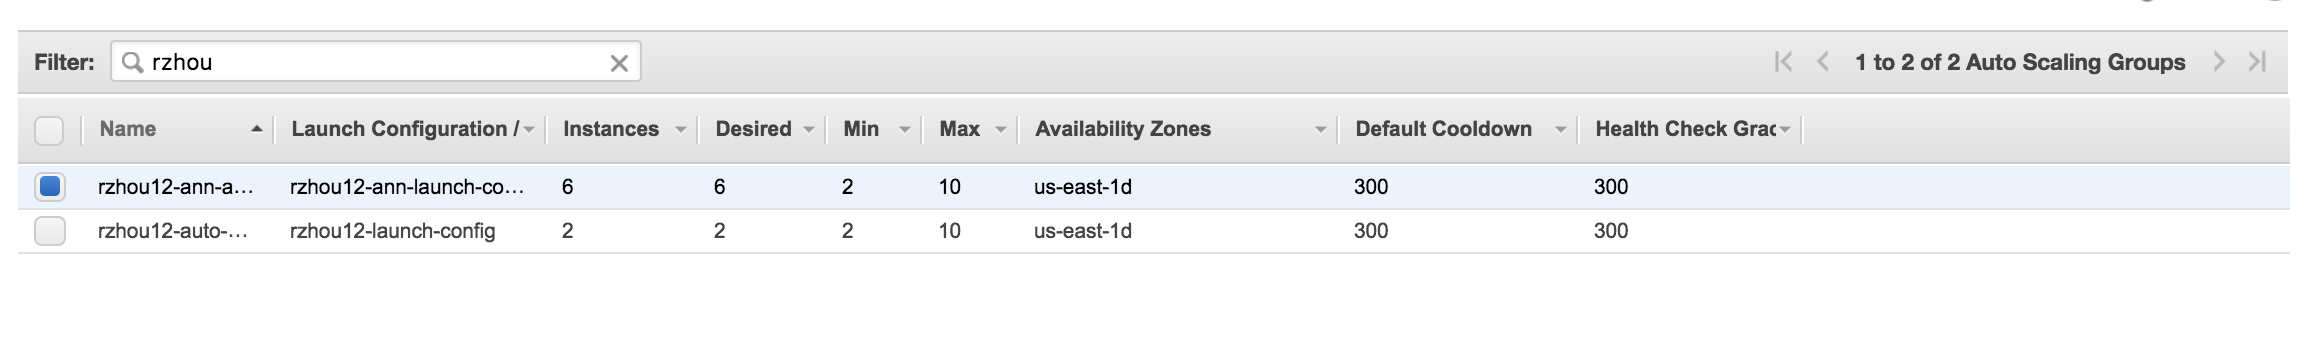 Filter: rzhou 1 to 2 of 2 Auto Scaling Groups
Name Launch Configuration / Instances Desired Min Max Availability Zones Default Cooldown Health Check Grac
rzhou12-ann-a… rzhou12-ann-launch-co… 6 6 2 10 us-east-1d 300 300
rzhou12-auto-… rzhou12-launch-config 2 2 2 10 us-east-1d 300 300